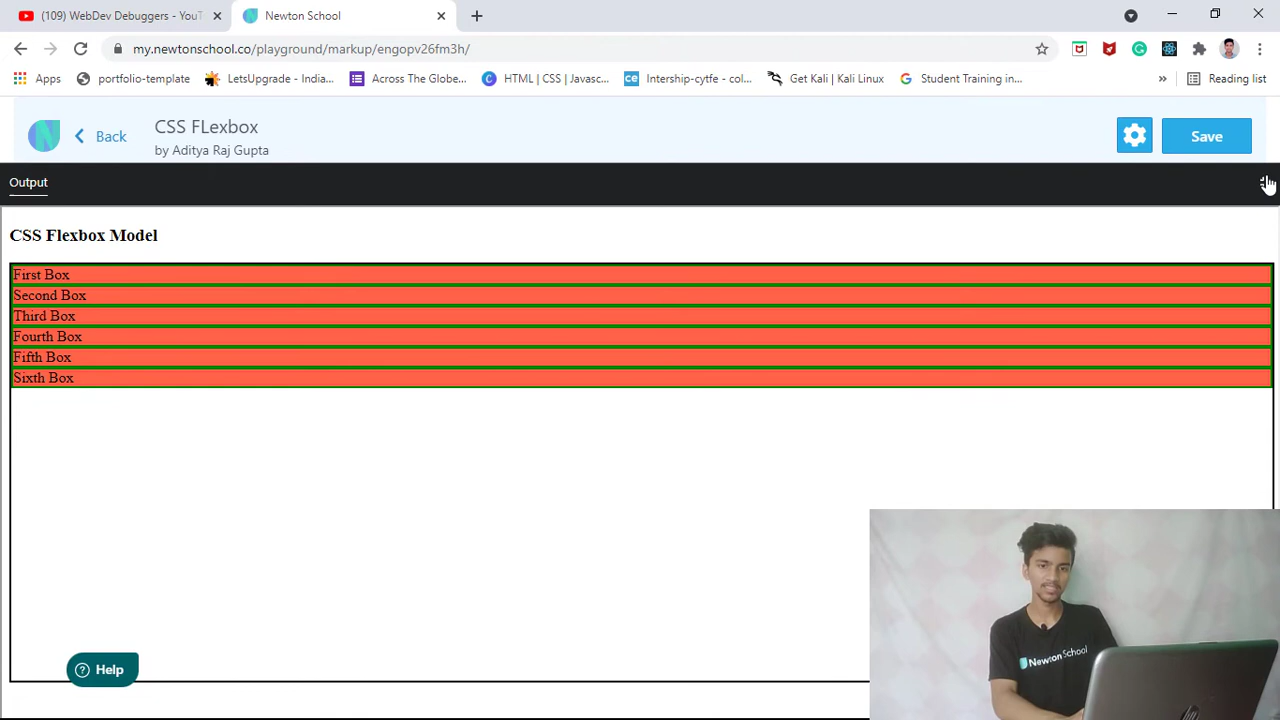 (109) WebDev Debuggers - YouT
Newton School
my.newtonschool.co/playground/markup/engopv26fm3h/
Apps
portfolio-template
LetsUpgrade - India...
Across The Globe...
HTML | CSS | Javasc...
ce
Intership-cytfe - col...
Get Kali | Kali Linux
Student Training in...
»
Reading list
Back
CSS FLexbox
by Aditya Raj Gupta
Save
Output
CSS Flexbox Model
First Box
Second Box
Third Box
Fourth Box
Fifth Box
Sixth Box
Newton School
Help